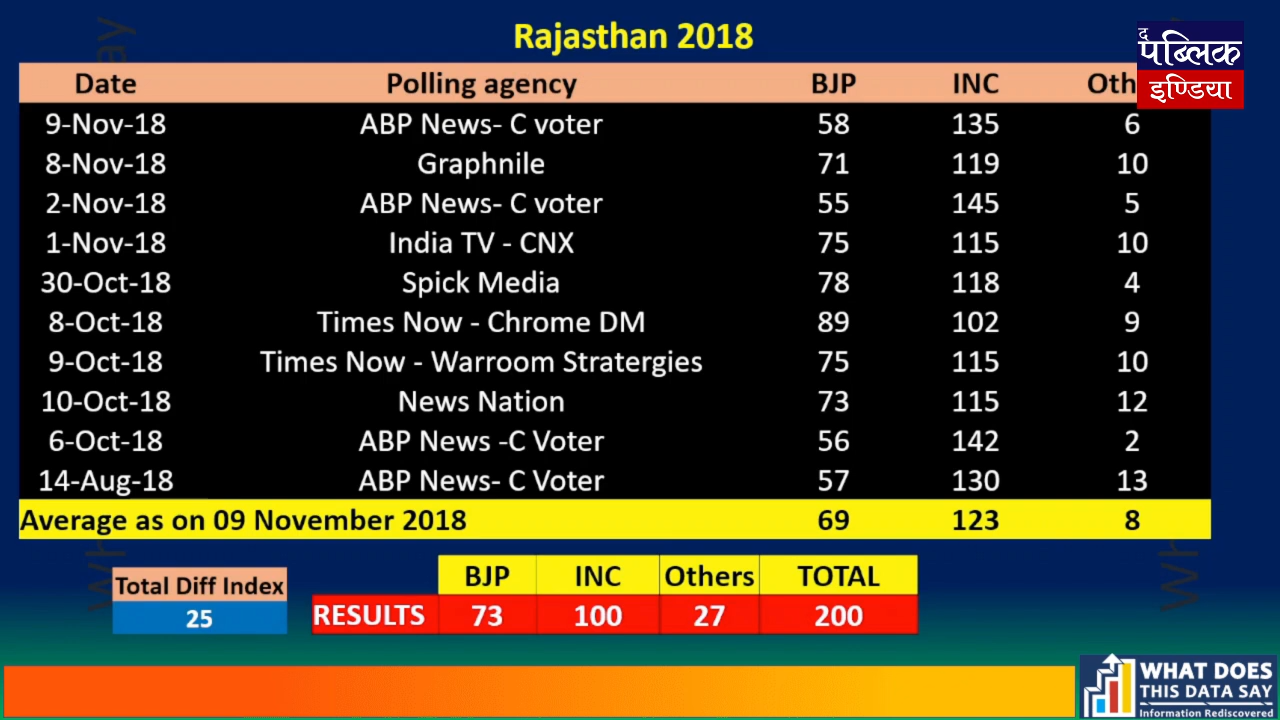 Rajasthan 2018
द पब्लिक
इण्डिया
Date Polling agency BJP INC Oth
9-Nov-18 ABP News- C voter 58 135 6
8-Nov-18 Graphnile 71 119 10
2-Nov-18 ABP News- C voter 55 145 5
1-Nov-18 India TV - CNX 75 115 10
30-Oct-18 Spick Media 78 118 4
8-Oct-18 Times Now - Chrome DM 89 102 9
9-Oct-18 Times Now - Warroom Stratergies 75 115 10
10-Oct-18 News Nation 73 115 12
6-Oct-18 ABP News -C Voter 56 142 2
14-Aug-18 ABP News- C Voter 57 130 13
Average as on 09 November 2018 69 123 8
BJP INC Others TOTAL
Total Diff Index
25
RESULTS 73 100 27 200
WHAT DOES
THIS DATA SAY
Information Rediscovered